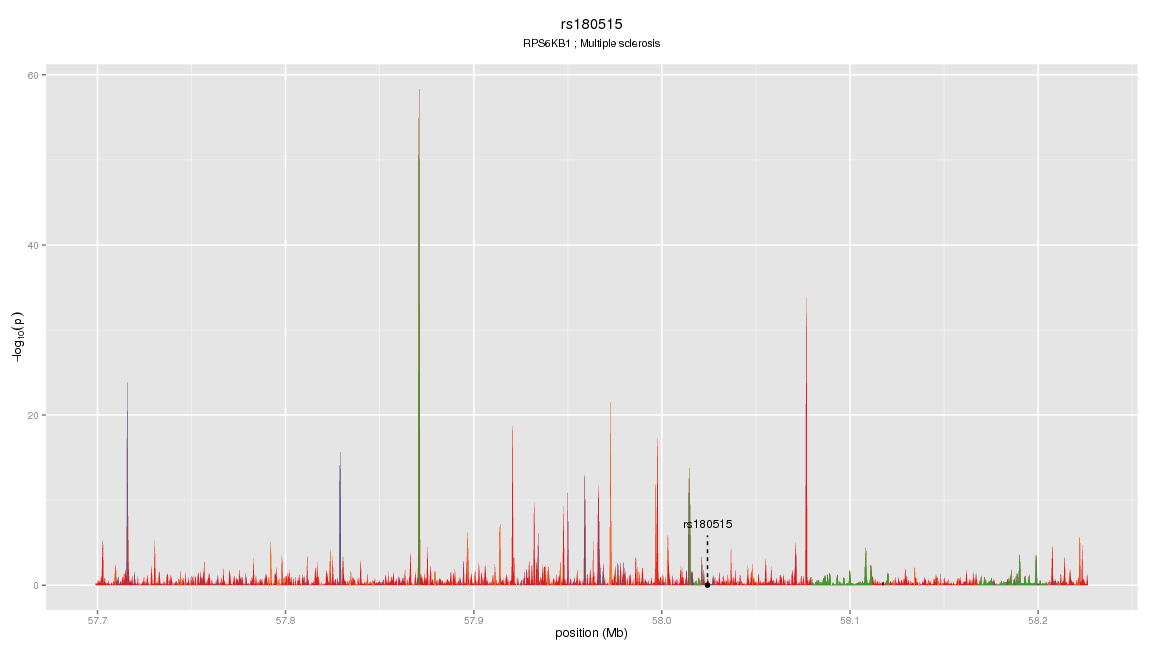 rs180515
RPS6KB1 ; Multiple sclerosis
60
40
20
0
−log10(p)
rs180515
57.7 57.8 57.9 58.0 58.1 58.2
position (Mb)